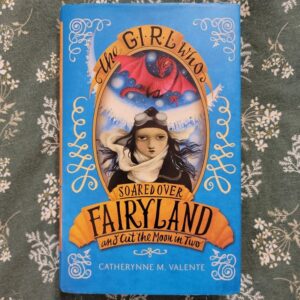 The GIRL Who
SOARED OVER
FAIRYLAND
and Cut the Moon in Two
CATHERYNNE M. VALENTE